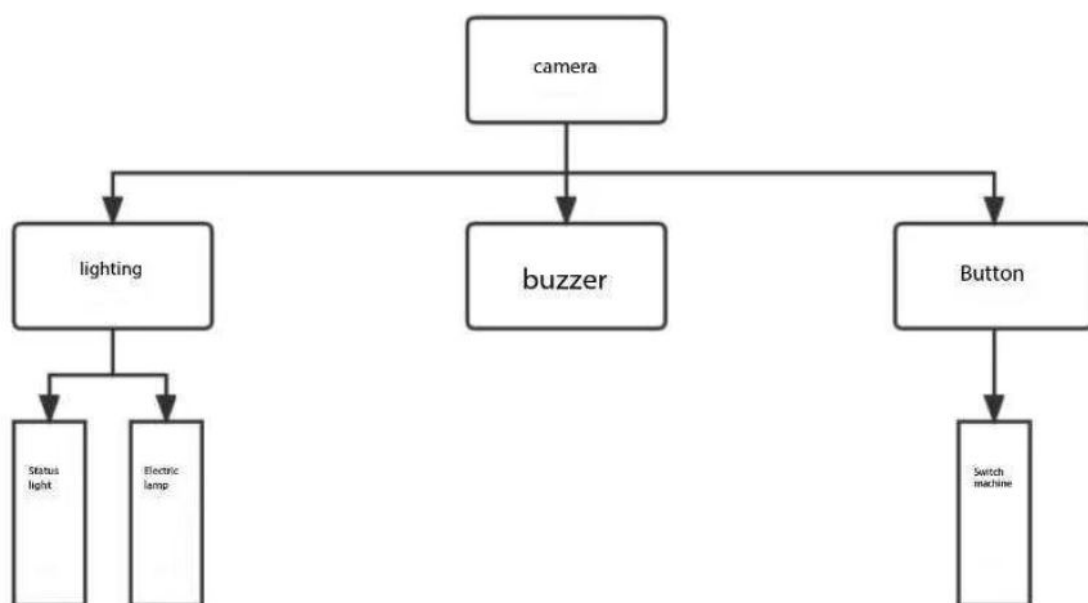 camera
lighting
buzzer
Button
Status
light
Electric
lamp
Switch
machine